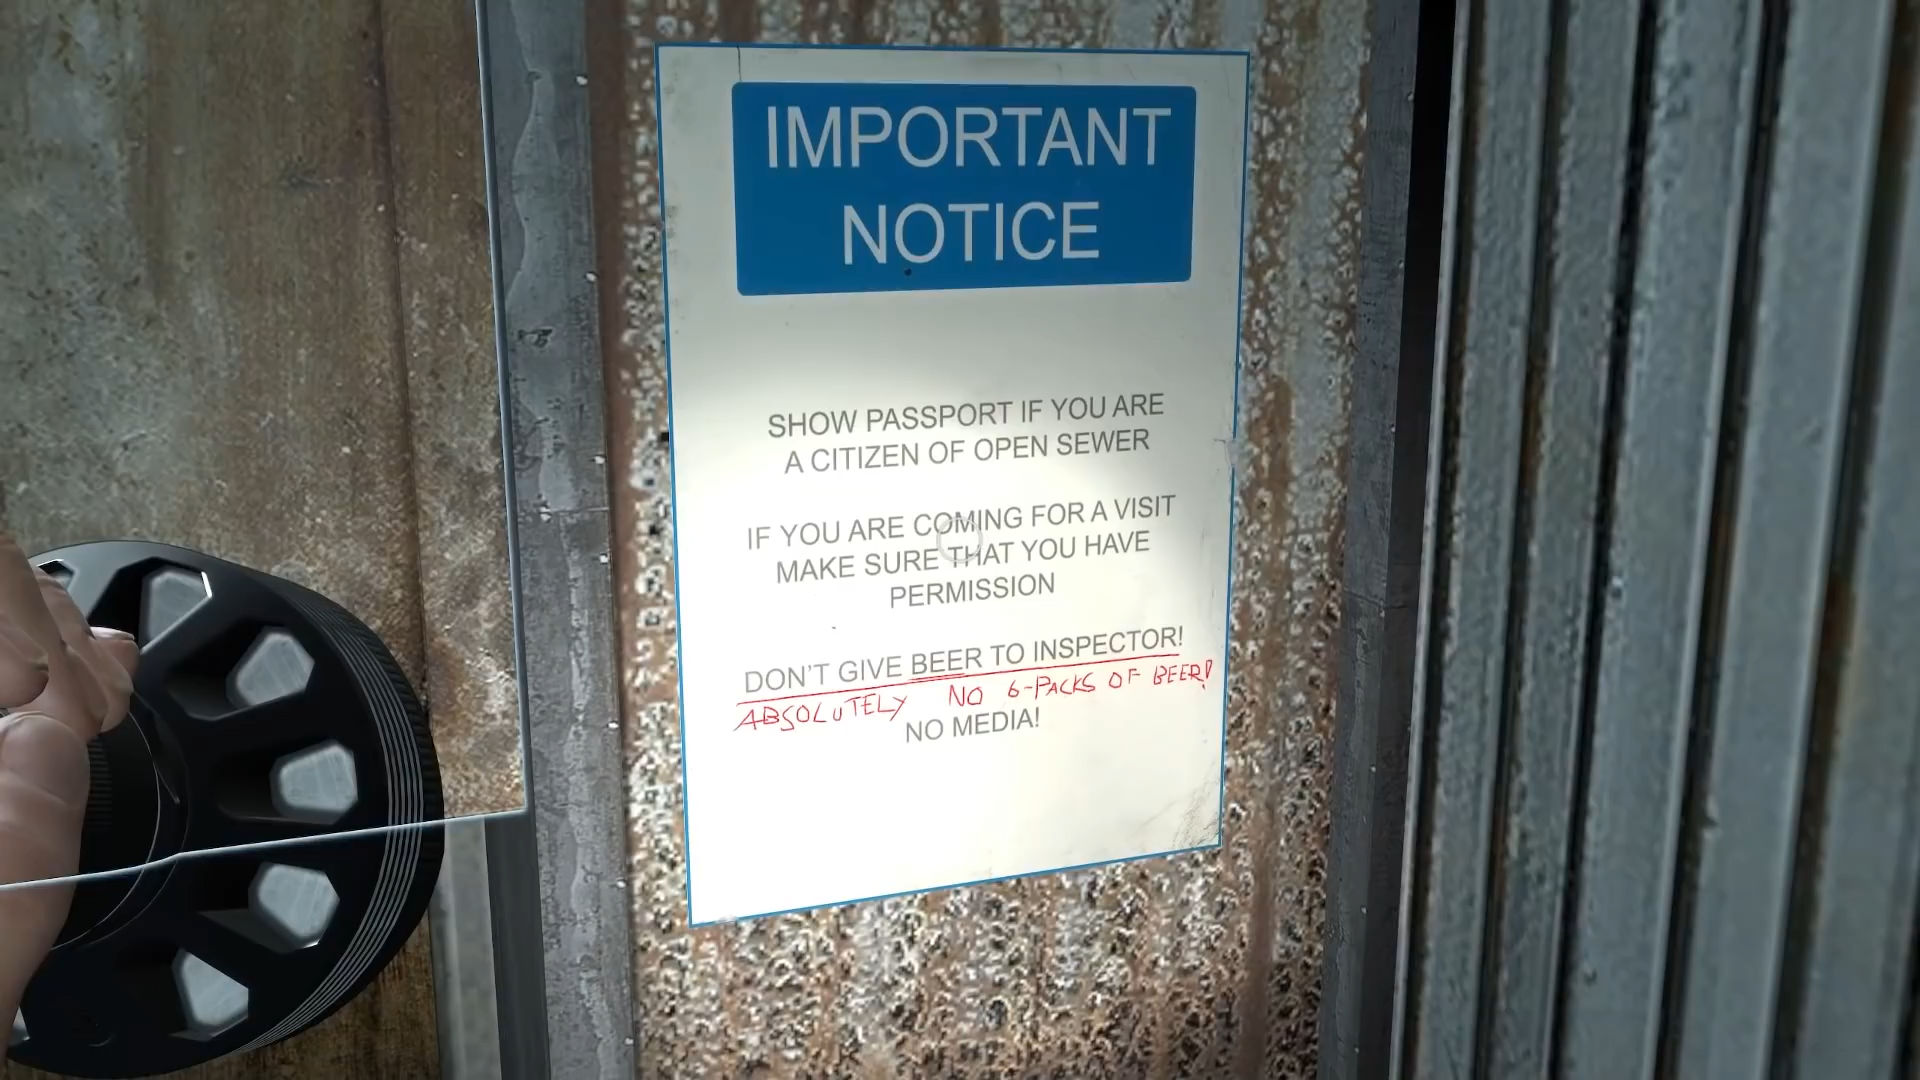 IMPORTANT
NOTICE
SHOW PASSPORT IF YOU ARE
A CITIZEN OF OPEN SEWER
IF YOU ARE COMING FOR A VISIT
MAKE SURE THAT YOU HAVE
PERMISSION
DON'T GIVE BEER TO INSPECTOR!
ABSOLUTELY NO 6-PACKS OF BEER!
NO MEDIA!